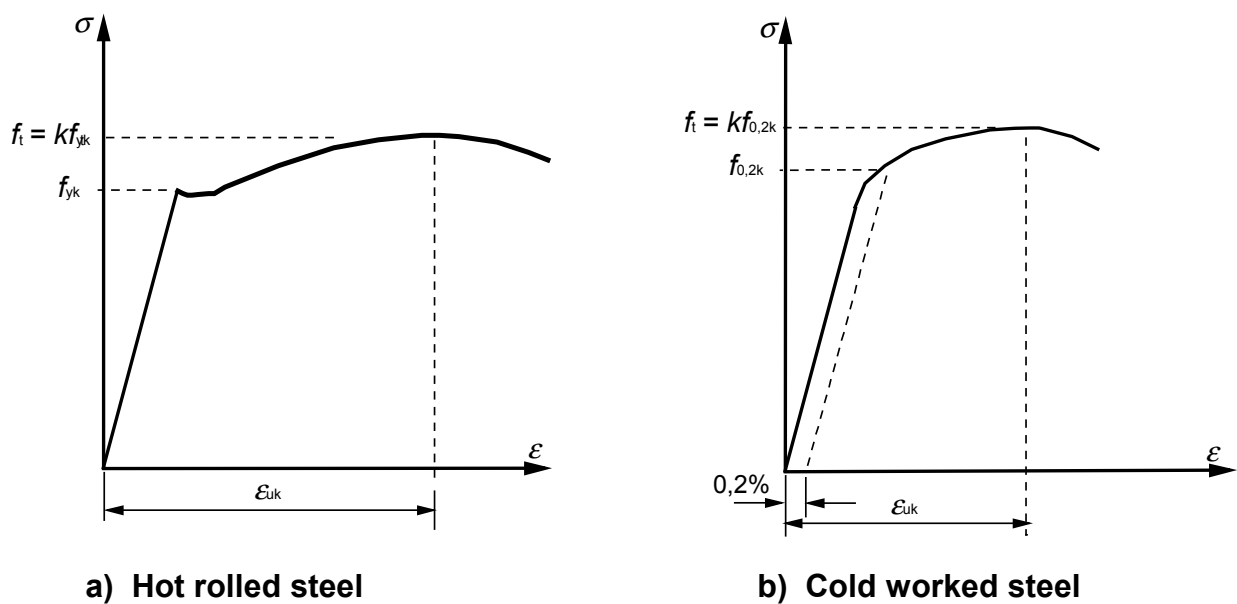 σ
f_t = kf_yk
f_yk
ε
ε_uk
a) Hot rolled steel
σ
f_t = kf_0,2k
f_0,2k
ε
0,2%
ε_uk
b) Cold worked steel